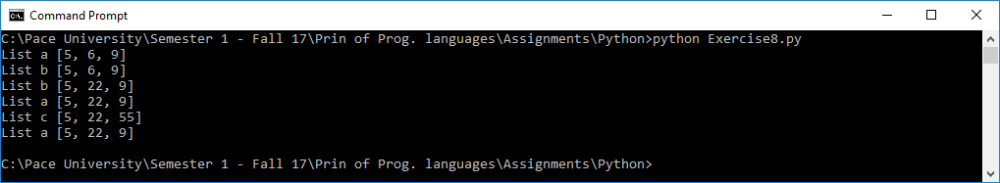 Command Prompt
C:\Pace University\Semester 1 - Fall 17\Prin of Prog. languages\Assignments\Python>python Exercise8.py
List a [5, 6, 9]
List b [5, 6, 9]
List b [5, 22, 9]
List a [5, 22, 9]
List c [5, 22, 55]
List a [5, 22, 9]
C:\Pace University\Semester 1 - Fall 17\Prin of Prog. languages\Assignments\Python>